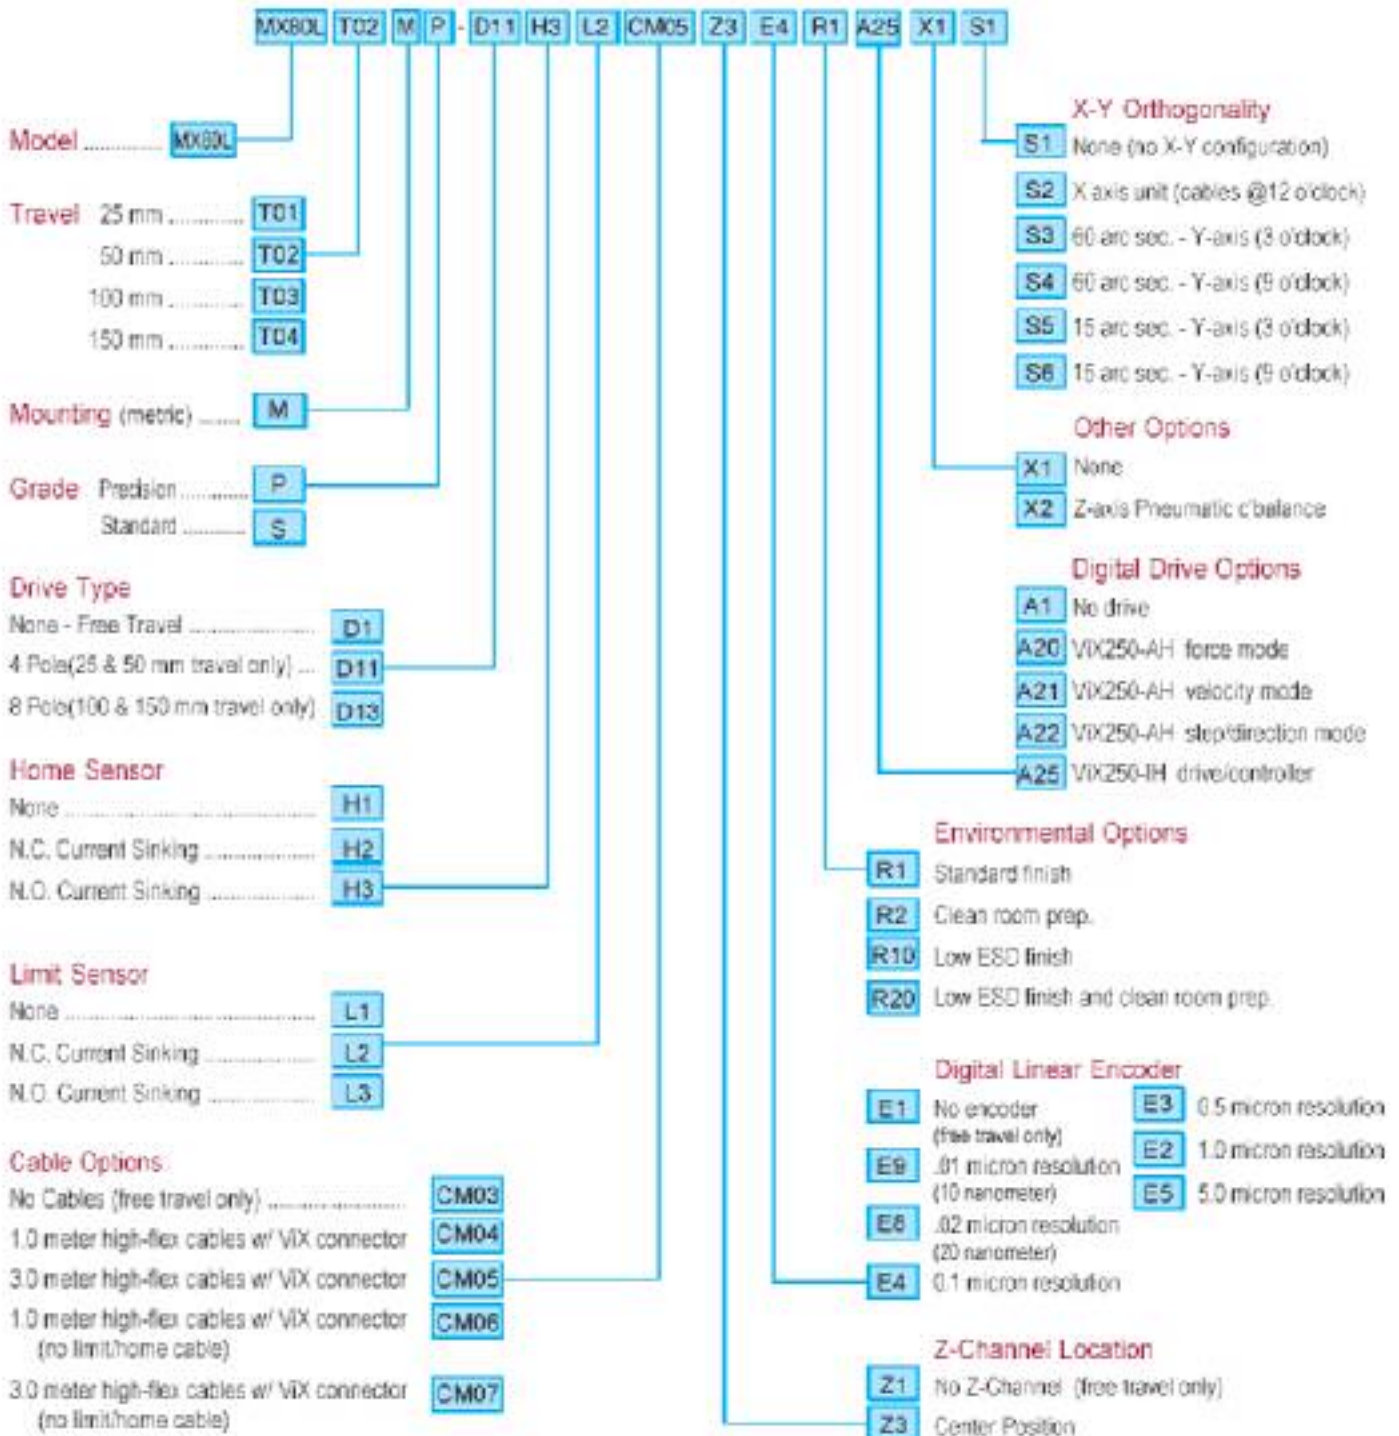 MX80L T02 M P - D11 H3 L2 CM05 Z3 E4 R1 A25 X1 S1
Model ............. MX80L
Travel 25 mm ............. T01
50 mm ............. T02
100 mm ............. T03
150 mm ............. T04
Mounting (metric) ....... M
Grade Precision ............ P
Standard ........... S
Drive Type
None - Free Travel ...................... D1
4 Pole(25 & 50 mm travel only) ... D11
8 Pole(100 & 150 mm travel only) D13
Home Sensor
None ............................................ H1
N.C. Current Sinking ................... H2
N.O. Current Sinking .................. H3
Limit Sensor
None ............................................ L1
N.C. Current Sinking ................... L2
N.O. Current Sinking .................. L3
Cable Options
No Cables (free travel only) ........................ CM03
1.0 meter high-flex cables w/ ViX connector CM04
3.0 meter high-flex cables w/ ViX connector CM05
1.0 meter high-flex cables w/ ViX connector CM06
(no limit/home cable)
3.0 meter high-flex cables w/ ViX connector CM07
(no limit/home cable)
X-Y Orthogonality
S1 None (no X-Y configuration)
S2 X axis unit (cables @12 o'clock)
S3 60 arc sec. - Y-axis (3 o'clock)
S4 60 arc sec. - Y-axis (9 o'clock)
S5 15 arc sec. - Y-axis (3 o'clock)
S6 15 arc sec. - Y-axis (9 o'clock)
Other Options
X1 None
X2 Z-axis Pneumatic c'balance
Digital Drive Options
A1 No drive
A20 ViX250-AH force mode
A21 ViX250-AH velocity mode
A22 ViX250-AH step/direction mode
A25 ViX250-IH drive/controller
Environmental Options
R1 Standard finish
R2 Clean room prep.
R10 Low ESD finish
R20 Low ESD finish and clean room prep.
Digital Linear Encoder
E1 No encoder
(free travel only)
E9 .01 micron resolution
(10 nanometer)
.02 micron resolution
(20 nanometer)
E4 0.1 micron resolution
E3 0.5 micron resolution
E2 1.0 micron resolution
E5 5.0 micron resolution
Z-Channel Location
Z1 No Z-Channel (free travel only)
Z3 Center Position